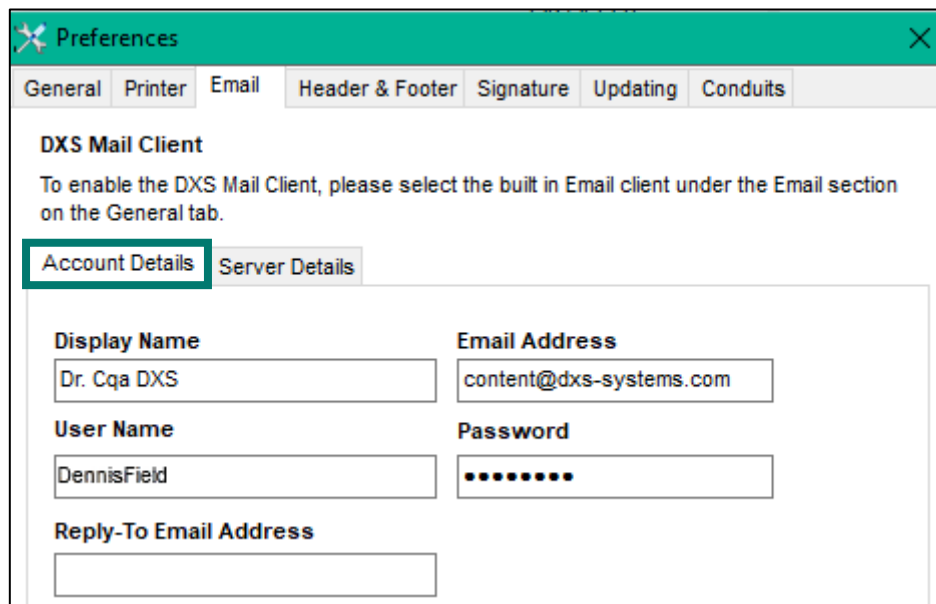 Preferences
General Printer Email Header & Footer Signature Updating Conduits
DXS Mail Client
To enable the DXS Mail Client, please select the built in Email client under the Email section
on the General tab.
Account Details Server Details
Display Name Email Address
Dr. Cqa DXS content@dxs-systems.com
User Name Password
DennisField ••••••••
Reply-To Email Address